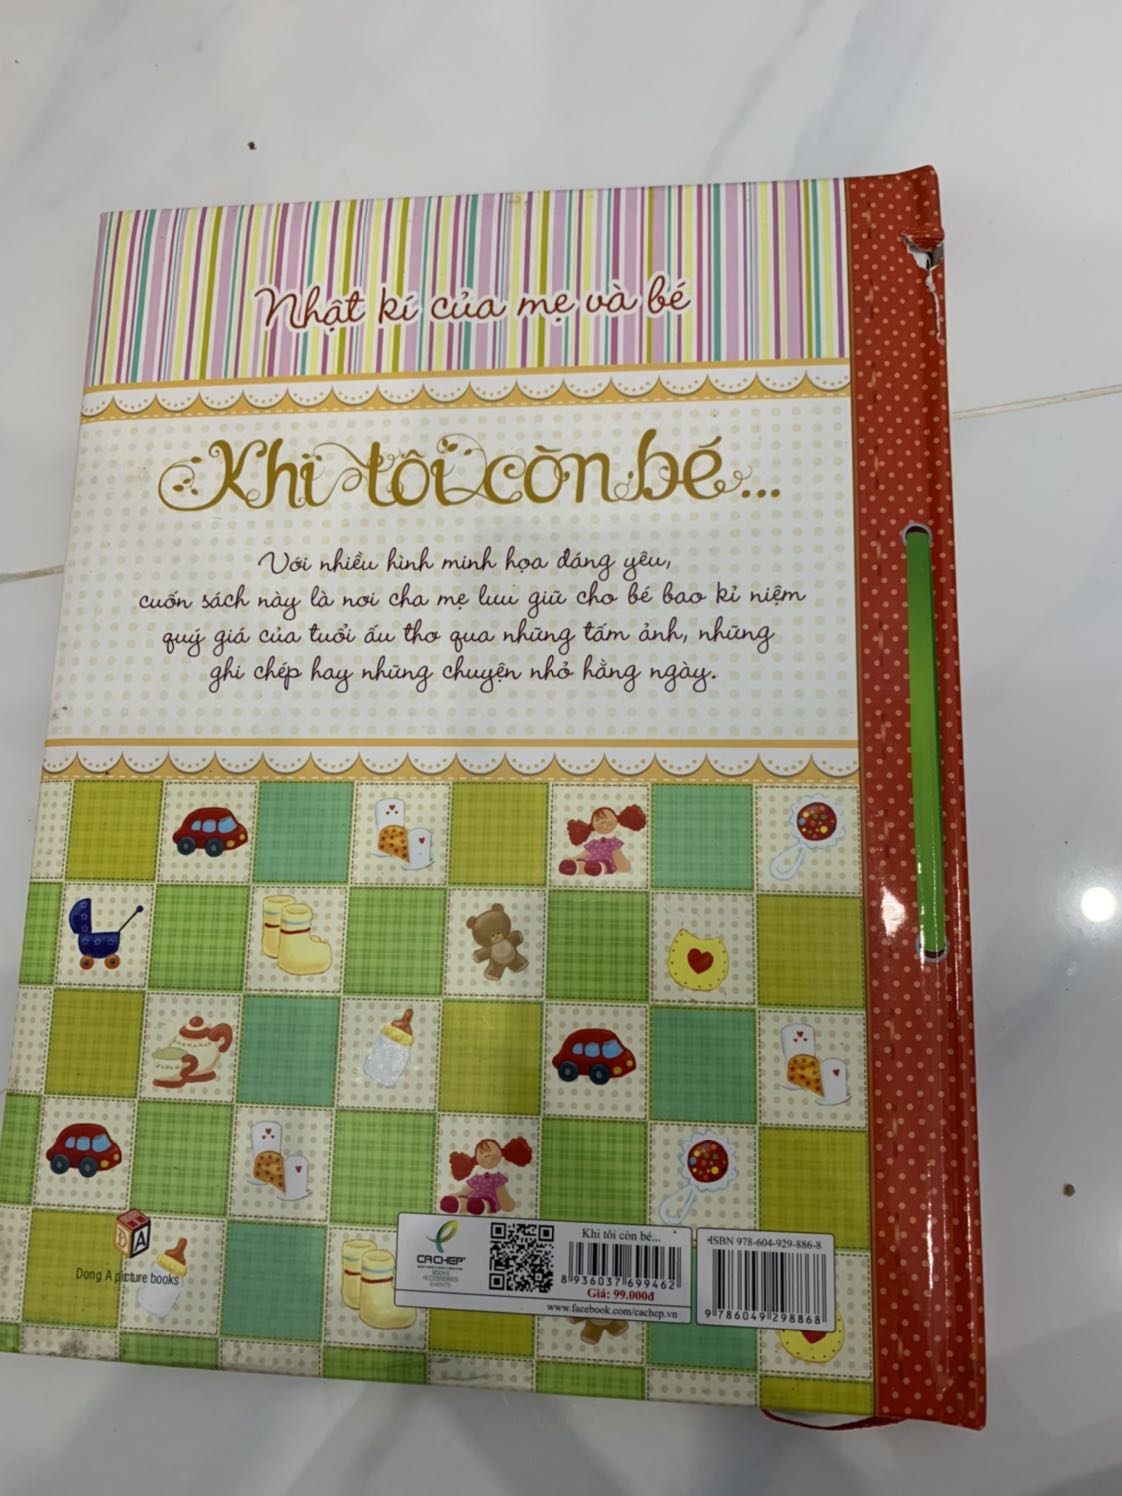 Nhật kí của mẹ và bé
Khi tôi còn bé...
Với nhiều hình minh họa đáng yêu,
cuốn sách này là nơi cha mẹ lưu giữ cho bé bao kỉ niệm
quý giá của tuổi ấu thơ qua những tấm ảnh, những
ghi chép hay những chuyện nhỏ hằng ngày.
A
Dong A picture books
CACHEP
BOOKS
ACCESSORIES
EVENTS
Khi tôi còn bé...
8 936037 699462
Giá: 99.000đ
www.facebook.com/cachep.vn
ISBN 978-604-929-886-8
9 786049 298868